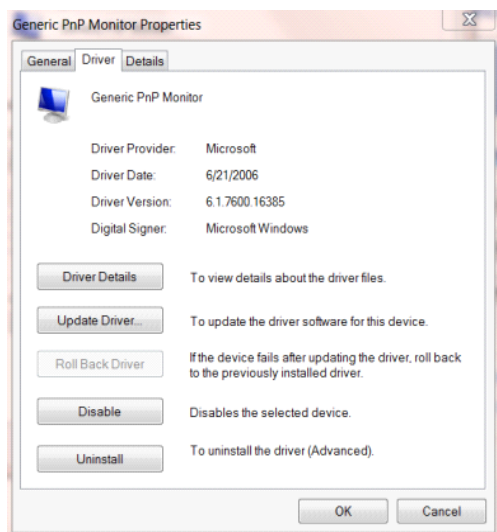 Generic PnP Monitor Properties
General Driver Details
Generic PnP Monitor
Driver Provider: Microsoft
Driver Date: 6/21/2006
Driver Version: 6.1.7600.16385
Digital Signer: Microsoft Windows
Driver Details To view details about the driver files.
Update Driver... To update the driver software for this device.
Roll Back Driver If the device fails after updating the driver, roll back
to the previously installed driver.
Disable Disables the selected device.
Uninstall To uninstall the driver (Advanced).
OK Cancel